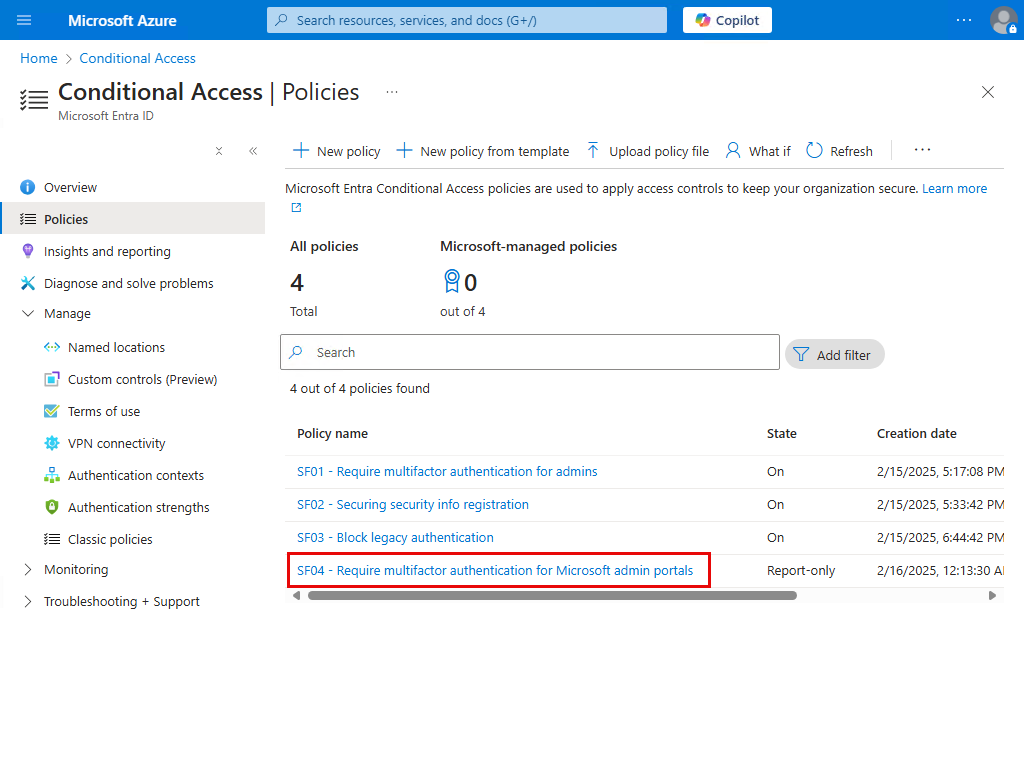 Microsoft Azure
Search resources, services, and docs (G+/)
Copilot
Home > Conditional Access
Conditional Access | Policies
Microsoft Entra ID
New policy
New policy from template
Upload policy file
What if
Refresh
Overview
Policies
Insights and reporting
Diagnose and solve problems
Manage
Named locations
Custom controls (Preview)
Terms of use
VPN connectivity
Authentication contexts
Authentication strengths
Classic policies
Monitoring
Troubleshooting + Support
Microsoft Entra Conditional Access policies are used to apply access controls to keep your organization secure. Learn more
All policies
4
Total
Microsoft-managed policies
0
out of 4
Search
Add filter
4 out of 4 policies found
Policy name State Creation date
SF01 - Require multifactor authentication for admins On 2/15/2025, 5:17:08 PM
SF02 - Securing security info registration On 2/15/2025, 5:33:42 PM
SF03 - Block legacy authentication On 2/15/2025, 6:44:42 PM
SF04 - Require multifactor authentication for Microsoft admin portals Report-only 2/16/2025, 12:13:30